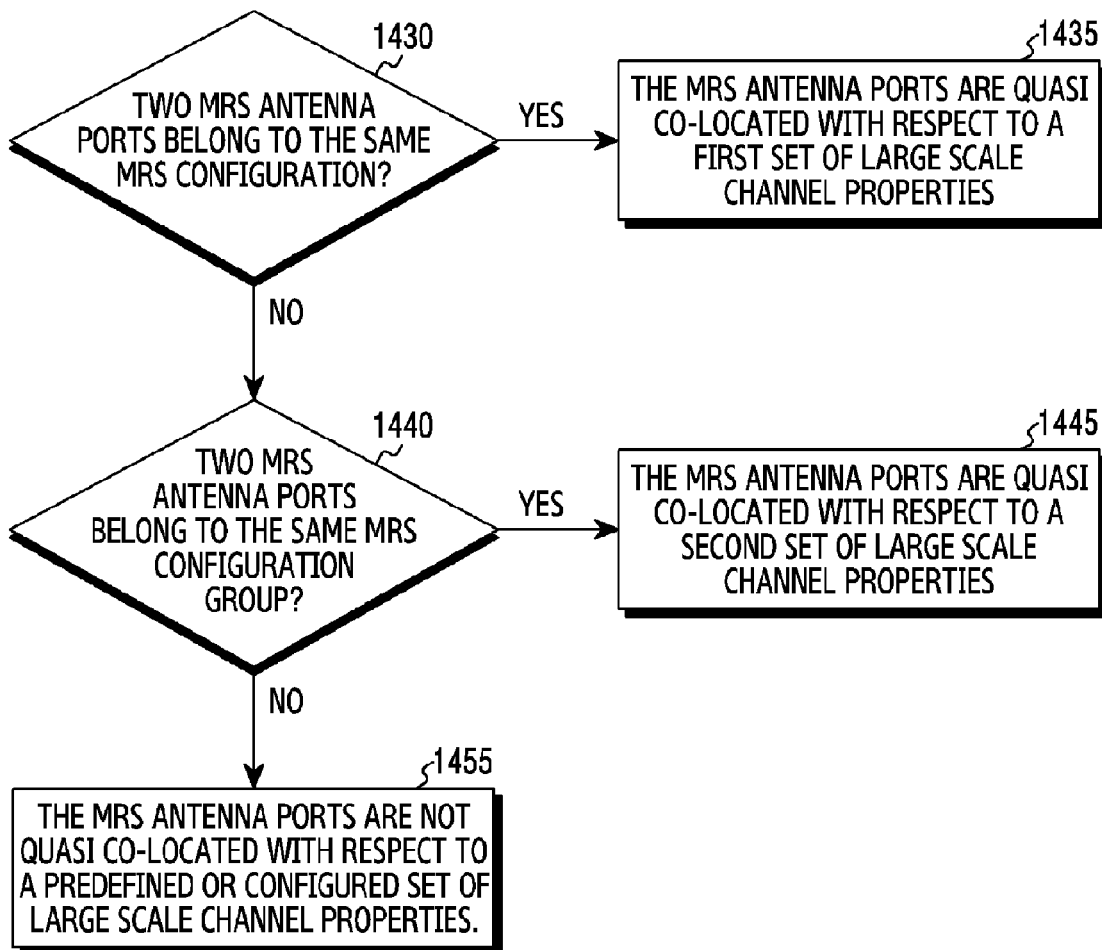 1430
TWO MRS ANTENNA
PORTS BELONG TO THE SAME
MRS CONFIGURATION?
YES
1435
THE MRS ANTENNA PORTS ARE QUASI
CO-LOCATED WITH RESPECT TO A
FIRST SET OF LARGE SCALE
CHANNEL PROPERTIES
NO
1440
TWO MRS
ANTENNA PORTS
BELONG TO THE SAME MRS
CONFIGURATION
GROUP?
YES
1445
THE MRS ANTENNA PORTS ARE QUASI
CO-LOCATED WITH RESPECT TO A
SECOND SET OF LARGE SCALE
CHANNEL PROPERTIES
NO
1455
THE MRS ANTENNA PORTS ARE NOT
QUASI CO-LOCATED WITH RESPECT TO
A PREDEFINED OR CONFIGURED SET OF
LARGE SCALE CHANNEL PROPERTIES.